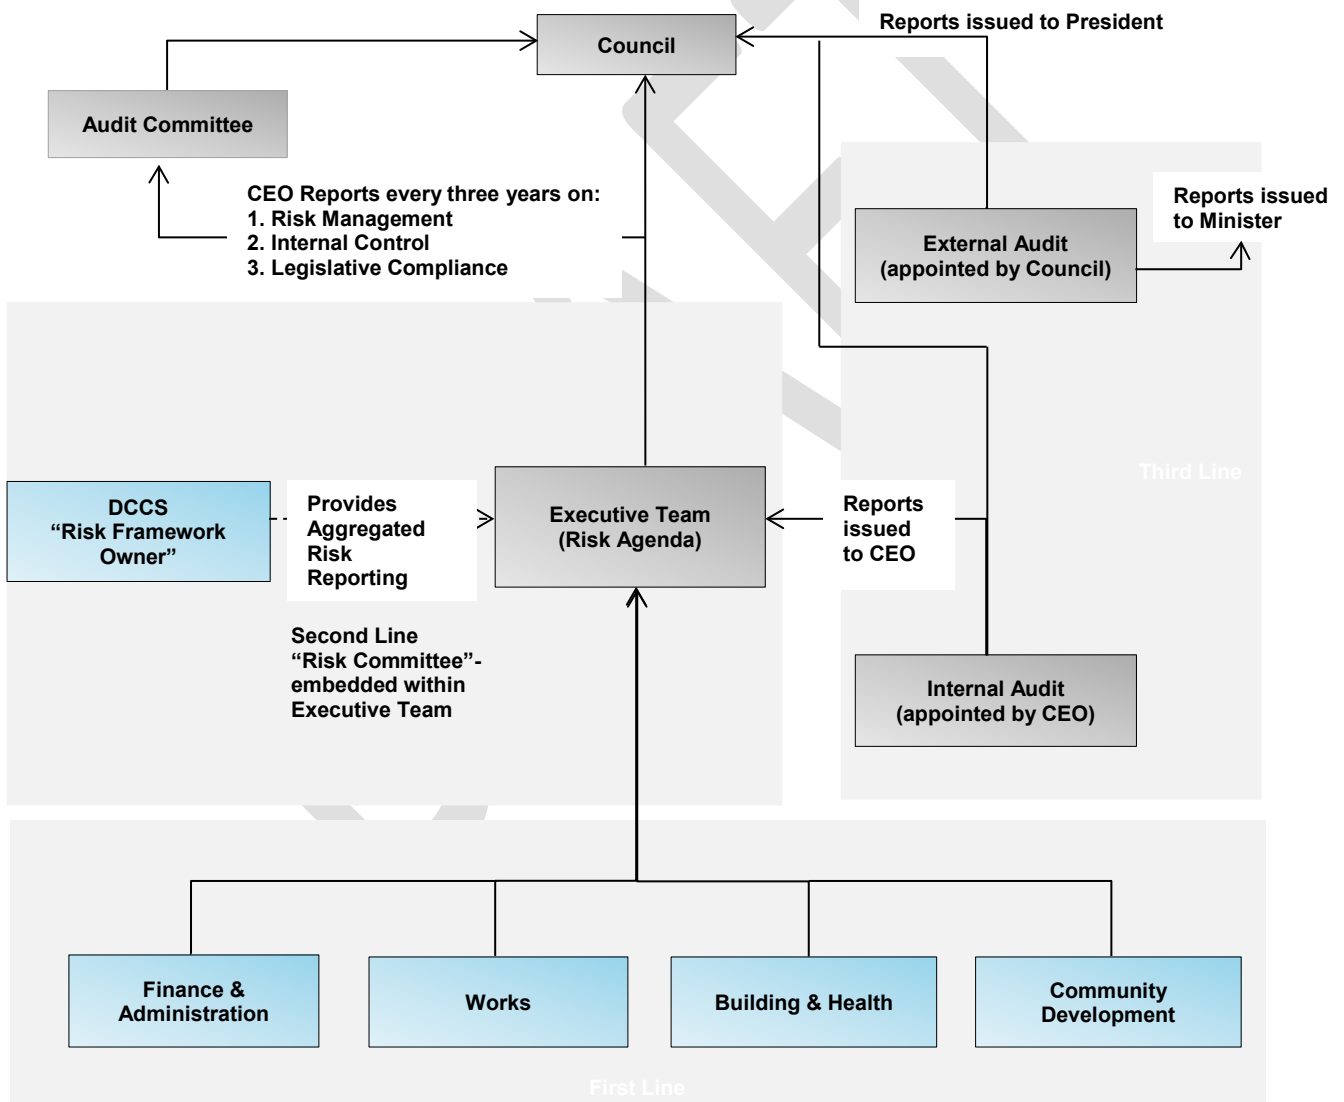 Reports issued to President
Council
Audit Committee
CEO Reports every three years on:
1. Risk Management
2. Internal Control
3. Legislative Compliance
External Audit
(appointed by Council)
Reports issued
to Minister
Third Line
DCCS
“Risk Framework
Owner”
Provides
Aggregated
Risk
Reporting
Executive Team
(Risk Agenda)
Reports
issued
to CEO
Second Line
“Risk Committee”-
embedded within
Executive Team
Internal Audit
(appointed by CEO)
Finance &
Administration
Works
Building & Health
Community
Development
First Line